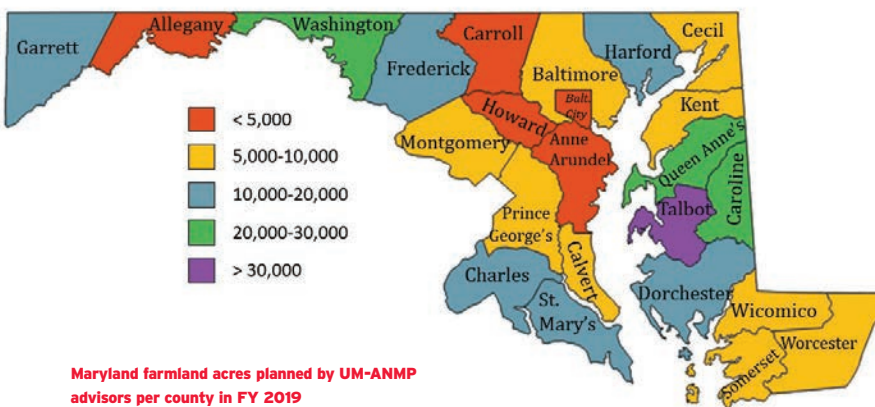 Garrett
Allegany
Washington
Frederick
Carroll
Baltimore
Harford
Cecil
Balt.
City
Howard
Montgomery
Anne
Arundel
Kent
Queen Anne's
Caroline
Talbot
Prince
George's
Calvert
Charles
St.
Mary's
Dorchester
Wicomico
Worcester
Somerset
< 5,000
5,000-10,000
10,000-20,000
20,000-30,000
> 30,000
Maryland farmland acres planned by UM-ANMP
advisors per county in FY 2019